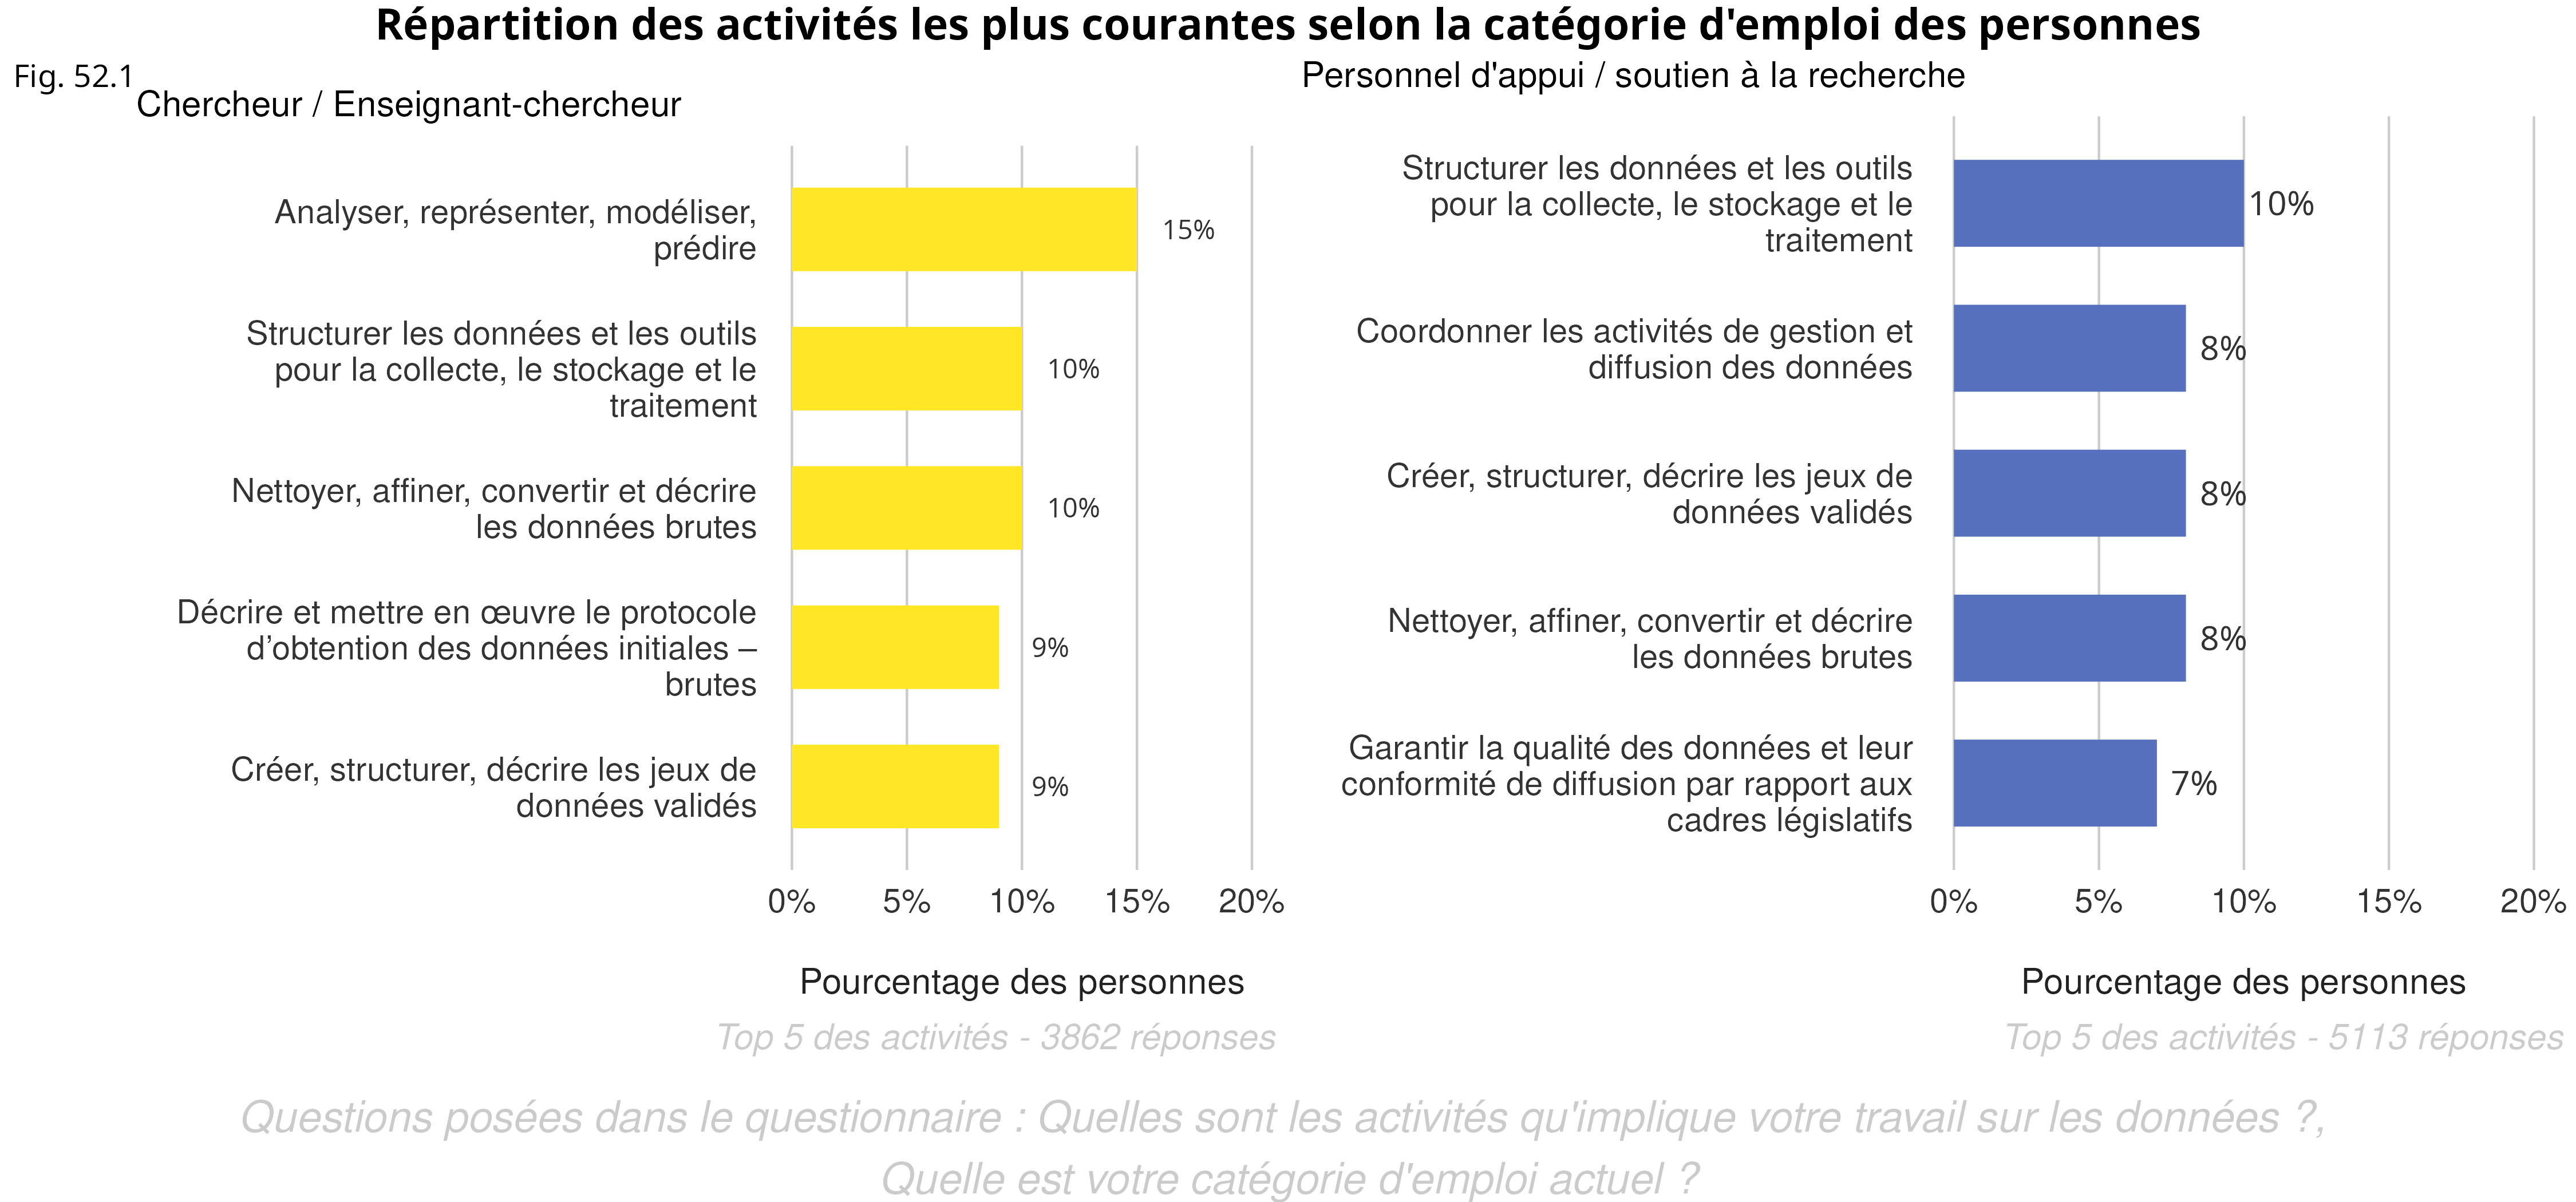 Répartition des activités les plus courantes selon la catégorie d'emploi des personnes
Fig. 52.1
Chercheur / Enseignant-chercheur
Analyser, représenter, modéliser,
prédire
15%
Structurer les données et les outils
pour la collecte, le stockage et le
traitement
10%
Nettoyer, affiner, convertir et décrire
les données brutes
10%
Décrire et mettre en œuvre le protocole
d’obtention des données initiales –
brutes
9%
Créer, structurer, décrire les jeux de
données validés
9%
0% 5% 10% 15% 20%
Pourcentage des personnes
Top 5 des activités - 3862 réponses
Personnel d'appui / soutien à la recherche
Structurer les données et les outils
pour la collecte, le stockage et le
traitement
10%
Coordonner les activités de gestion et
diffusion des données
8%
Créer, structurer, décrire les jeux de
données validés
8%
Nettoyer, affiner, convertir et décrire
les données brutes
8%
Garantir la qualité des données et leur
conformité de diffusion par rapport aux
cadres législatifs
7%
0% 5% 10% 15% 20%
Pourcentage des personnes
Top 5 des activités - 5113 réponses
Questions posées dans le questionnaire : Quelles sont les activités qu'implique votre travail sur les données ?,
Quelle est votre catégorie d'emploi actuel ?